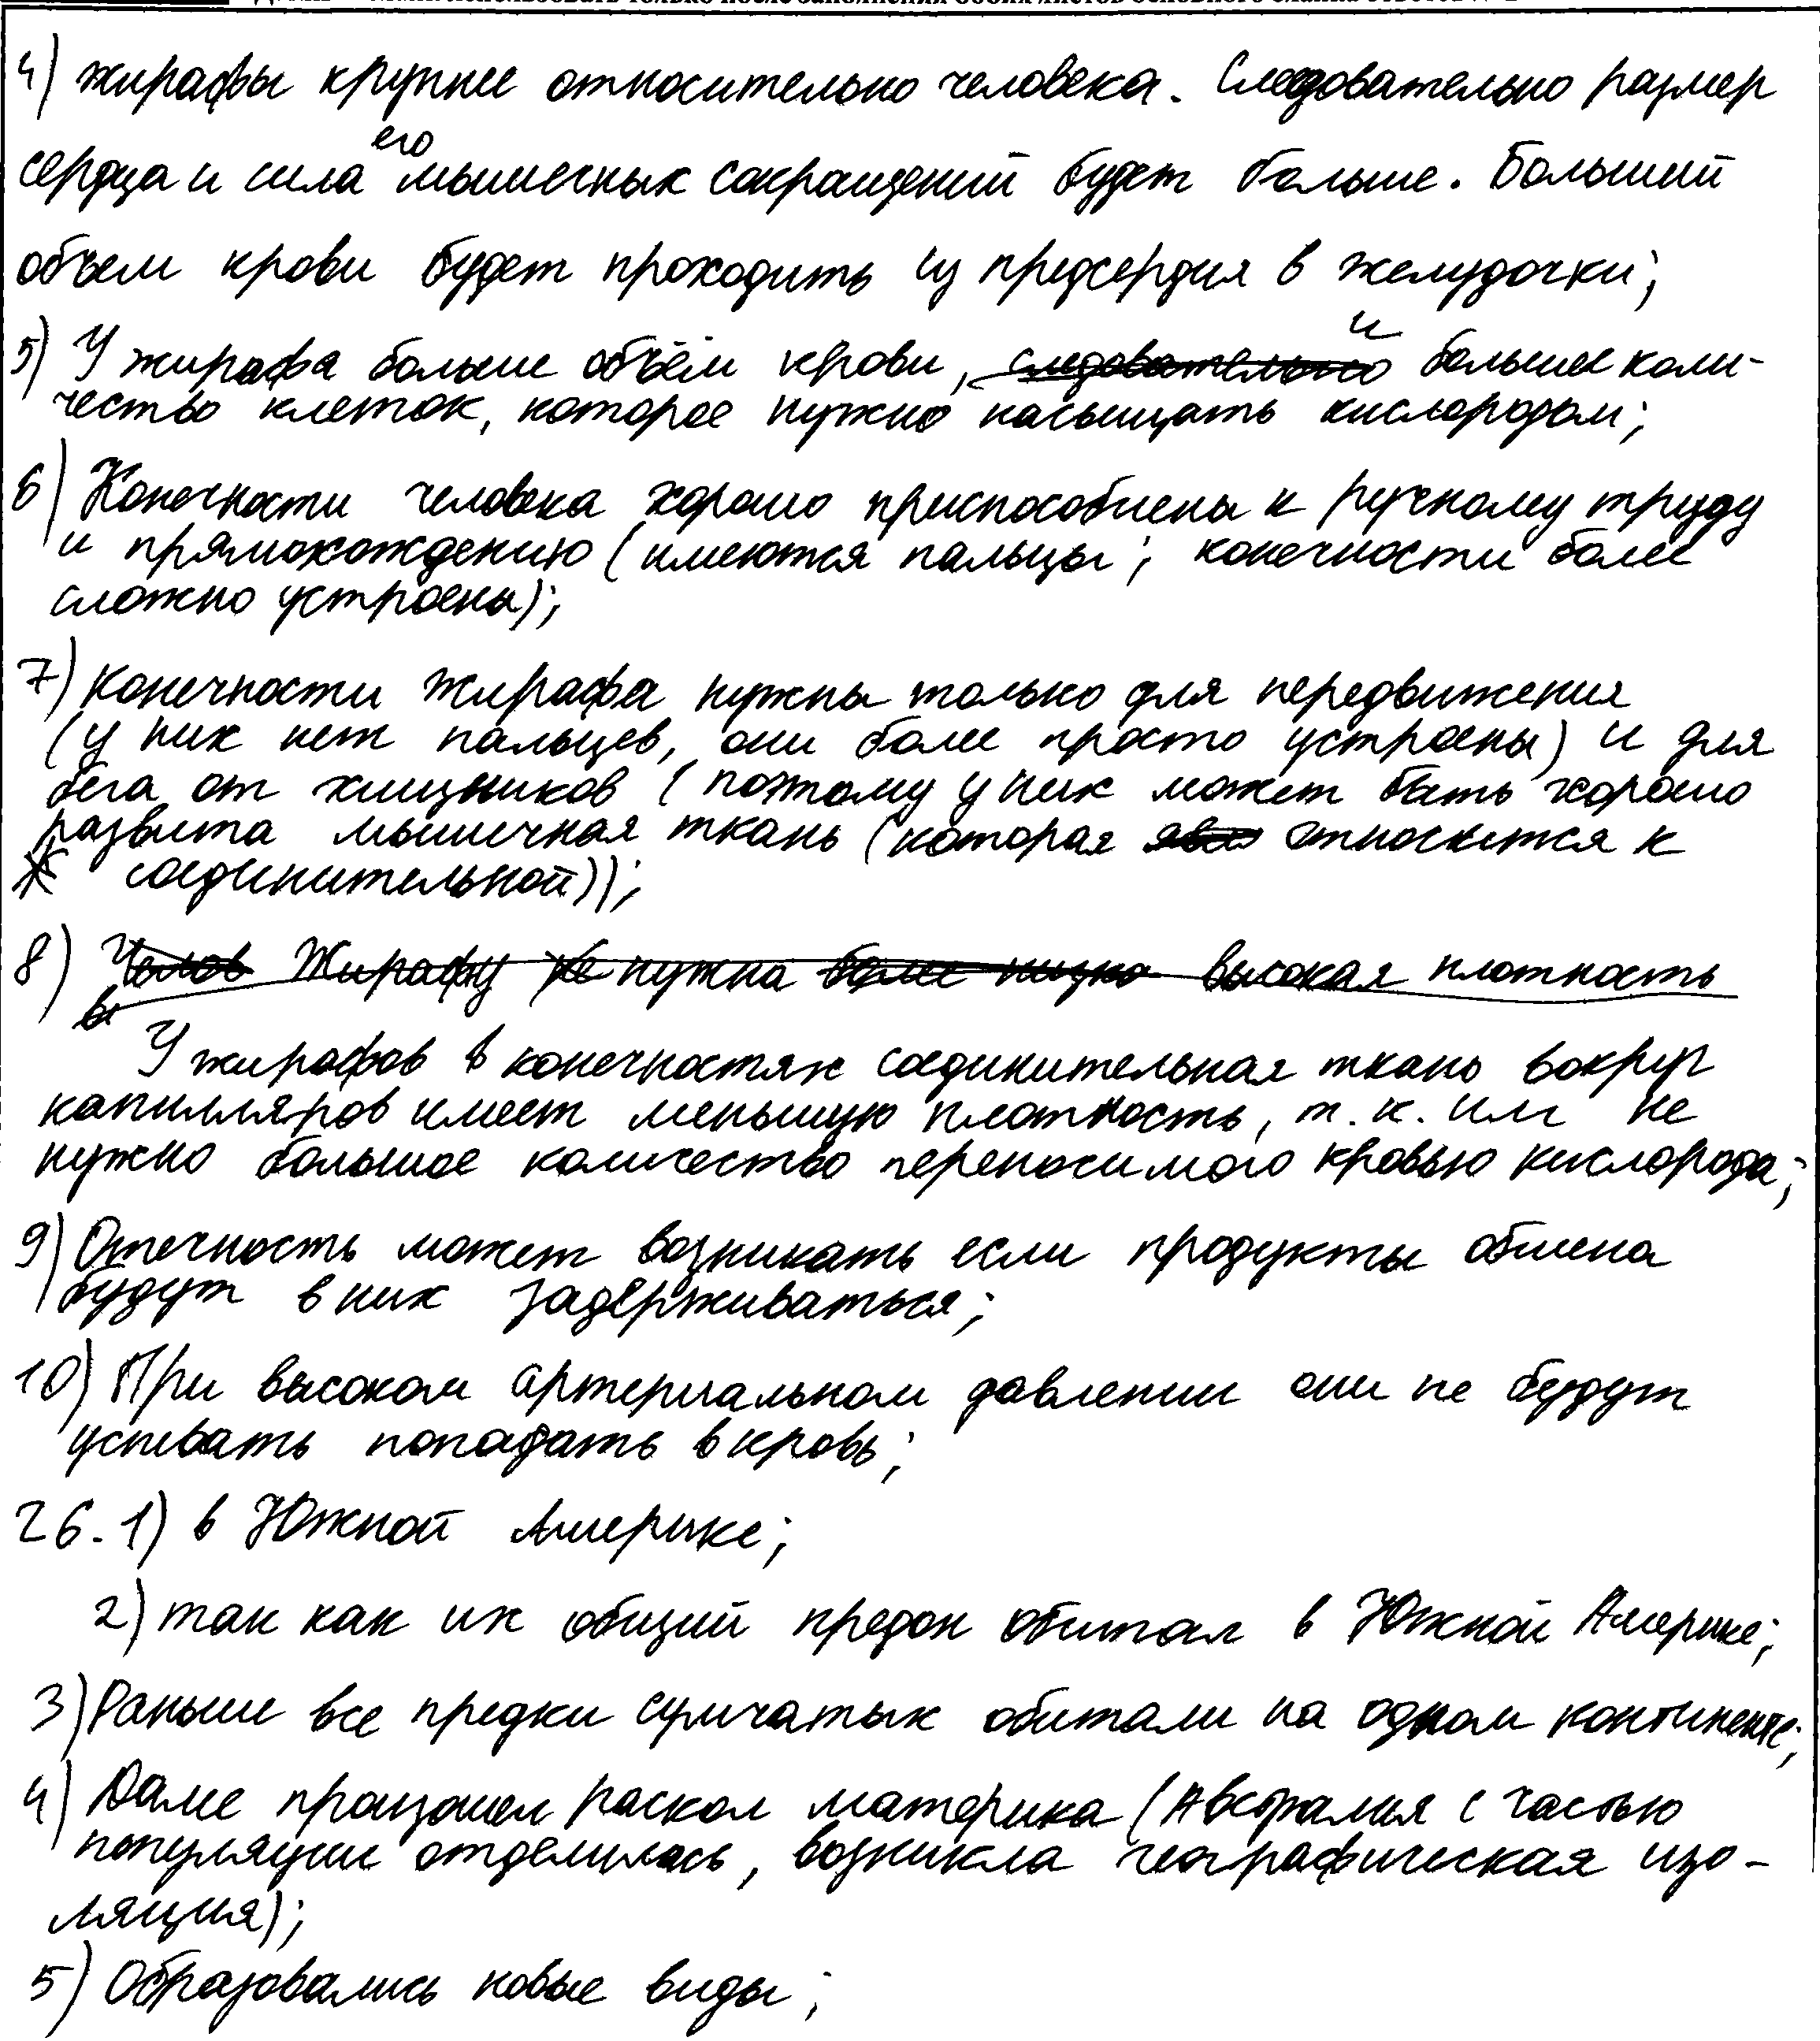 4) жирафы крупнее относительно человека. Следовательно размер
его
сердца и сила мышечных сокращений будет больше. Больший
объем крови будет проходить из предсердия в желудочки;
5) У жирафа больше объём крови, следовательно и большее коли-
чество клеток, которое нужно насыщать кислородом;
6) Конечности человека хорошо приспособлены к ручному труду
и прямохождению (имеются пальцы; конечности более
сложно устроены);
7) Конечности жирафа нужны только для передвижения
(у них нет пальцев, они более просто устроены) и для
бега от хищников (поэтому у них может быть хорошо
развита мышечная ткань (которая явл относится к
соединительной));
8) Челов Жирафу не нужна более низко высокая плотность
У жирафов в конечностях соединительная ткань вокруг
капилляров имеет меньшую плотность, т.к. им не
нужно большое количество переносимого кровью кислорода;
9) Отечность может возникать если продукты обмена
будут в них задерживаться;
10) При высоком артериальном давлении они не будут
успевать попадать в кровь;
26. 1) в Южной Америке;
2) так как их общий предок обитал в Южной Америке;
3) Раньше все предки сумчатых обитали на одном континенте;
4) Далее произошел раскол материка (Австралия с частью
популяции отделилась, возникла географическая изо-
ляция);
5) Образовались новые виды;